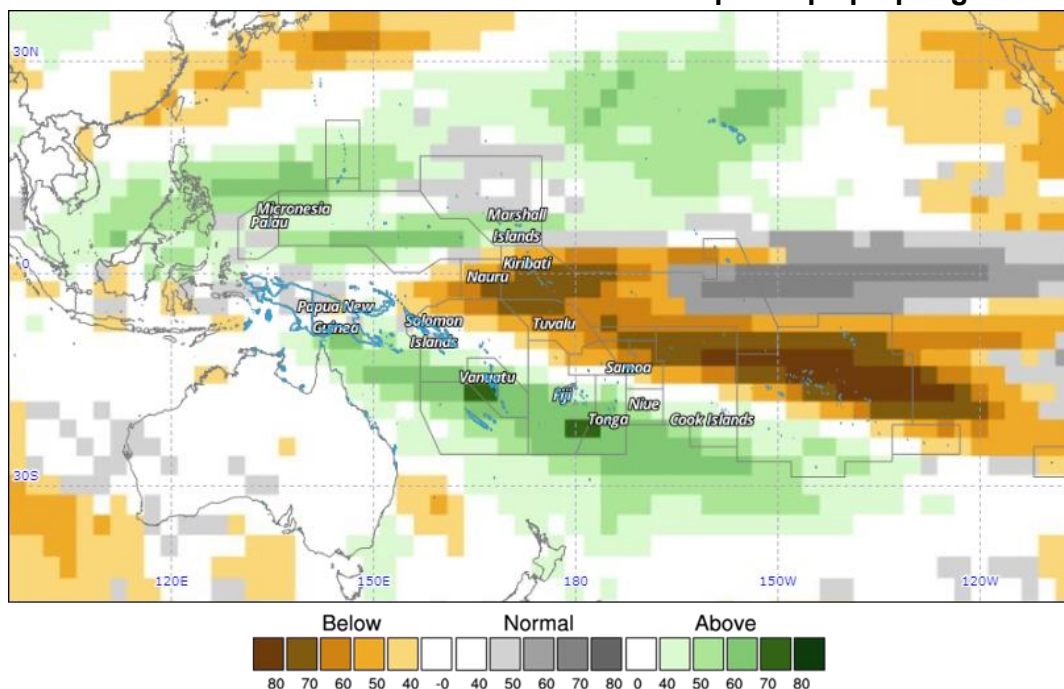 30N
Micronesia
Palau
Marshall
Islands
0
Kiribati
Nauru
Papua New
Guinea
Solomon
Islands
Tuvalu
Samoa
Vanuatu
Fiji
Niue
Tonga
Cook Islands
30S
120E 150E 180 150W 120W
Below Normal Above
80 70 60 50 40 -0 40 50 60 70 80 0 40 50 60 70 80